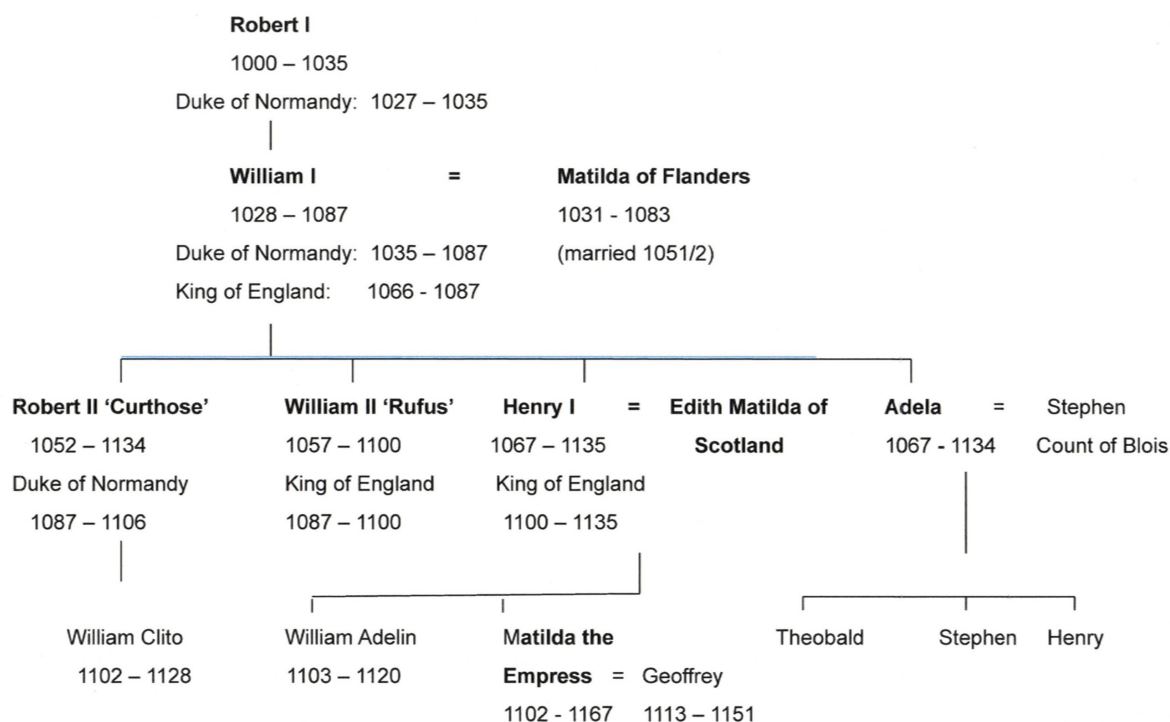 Robert I
1000 – 1035
Duke of Normandy: 1027 – 1035
William I = Matilda of Flanders
1028 – 1087 1031 - 1083
Duke of Normandy: 1035 – 1087 (married 1051/2)
King of England: 1066 - 1087
Robert II ‘Curthose’ William II ‘Rufus’ Henry I = Edith Matilda of Adela = Stephen
1052 – 1134 1057 – 1100 1067 – 1135 Scotland 1067 - 1134 Count of Blois
Duke of Normandy King of England King of England
1087 – 1106 1087 – 1100 1100 – 1135
William Clito William Adelin Matilda the Theobald Stephen Henry
1102 – 1128 1103 – 1120 Empress = Geoffrey
1102 - 1167 1113 – 1151